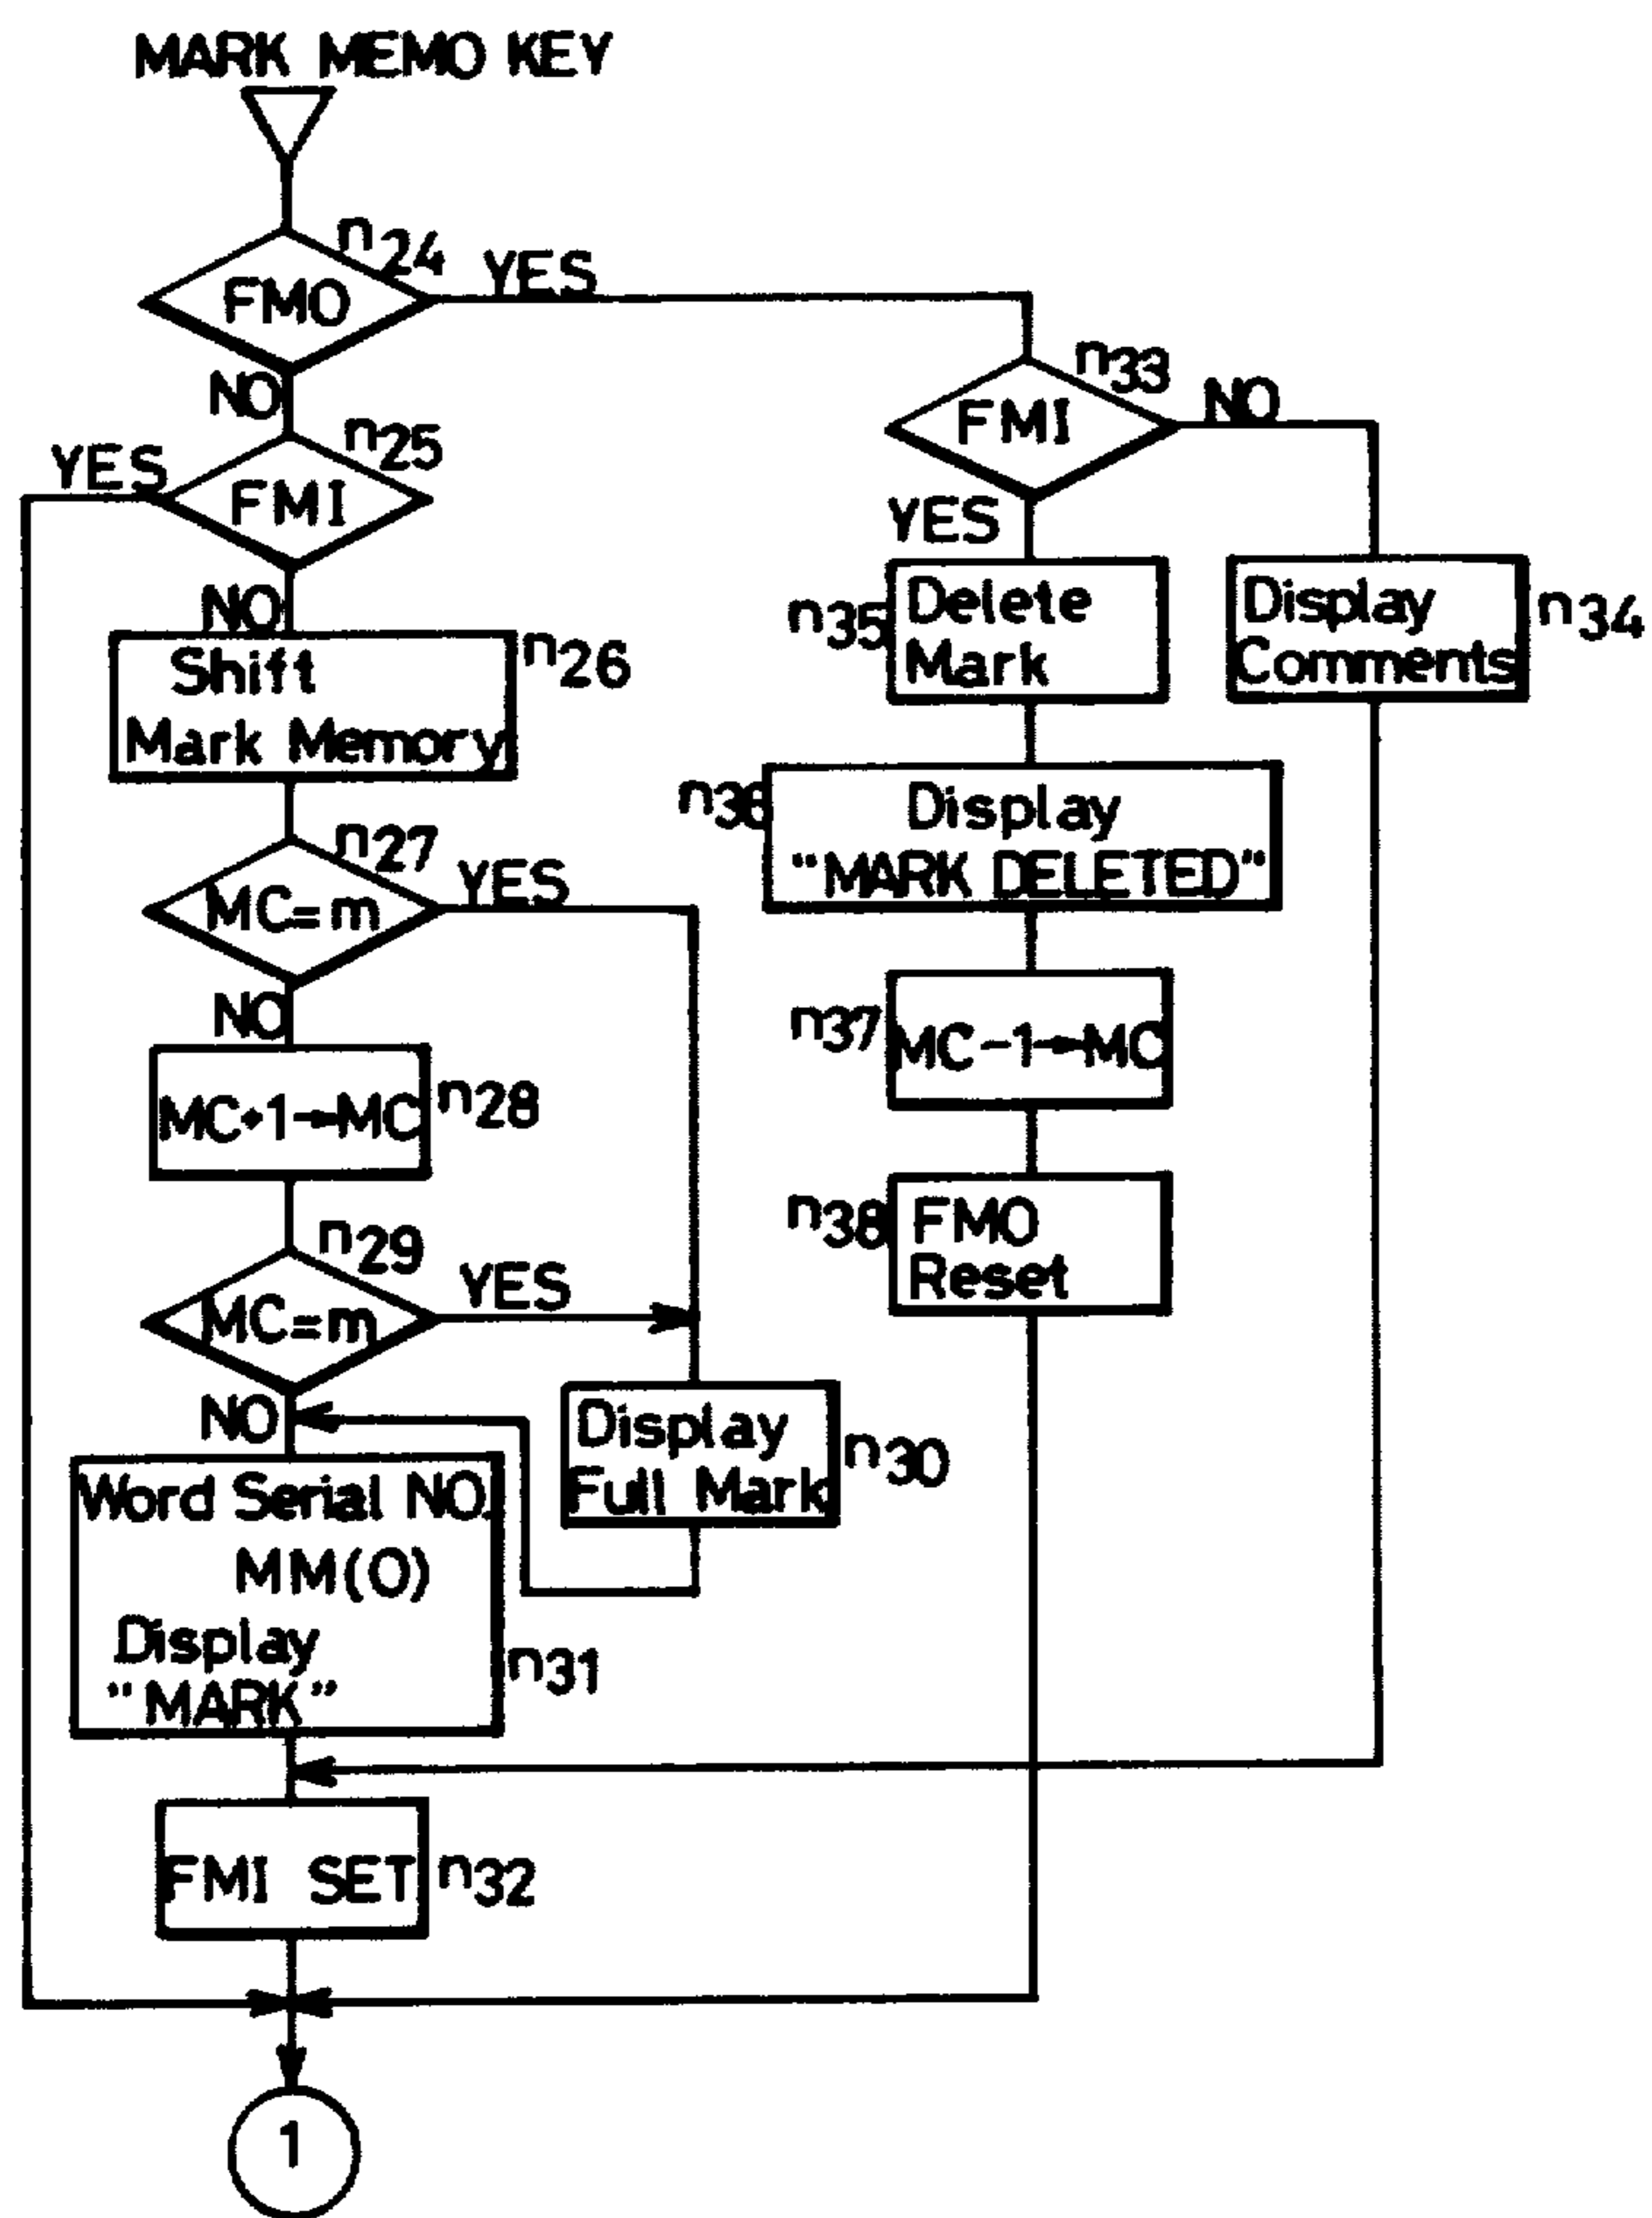 MARK MEMO KEY
n24
FMO
YES
NO
n25
FMI
YES
NO
n26
Shift
Mark Memory
n27
MC=m
YES
NO
MC+1→MC
n28
n29
MC=m
YES
NO
Display
Full Mark
n30
Word Serial NO.
MM(0)
Display
"MARK"
n31
FMI SET
n32
1
n33
FMI
NO
YES
Display
Comments
n34
n35
Delete
Mark
n36
Display
"MARK DELETED"
n37
MC-1→MC
n38
FMO
Reset